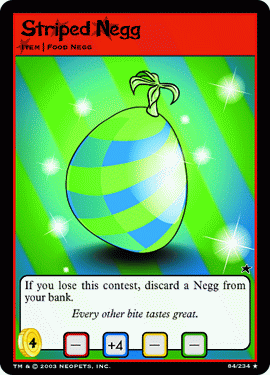 Striped Negg
Item | Food Negg
If you lose this contest, discard a Negg from
your bank.
Every other bite tastes great.
4 – +4 – –
TM & © 2003 NEOPETS, INC. 84/234 ★